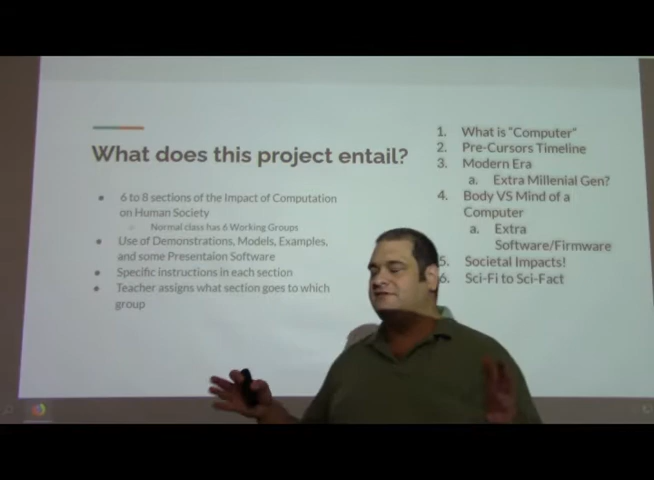 What does this project entail?
● 6 to 8 sections of the Impact of Computation
on Human Society
○ Normal class has 6 Working Groups
● Use of Demonstrations, Models, Examples,
and some Presentaion Software
● Specific instructions in each section
● Teacher assigns what section goes to which
group
1. What is "Computer"
2. Pre-Cursors Timeline
3. Modern Era
a. Extra Millenial Gen?
4. Body VS Mind of a
Computer
a. Extra
Software/Firmware
5. Societal Impacts!
6. Sci-Fi to Sci-Fact